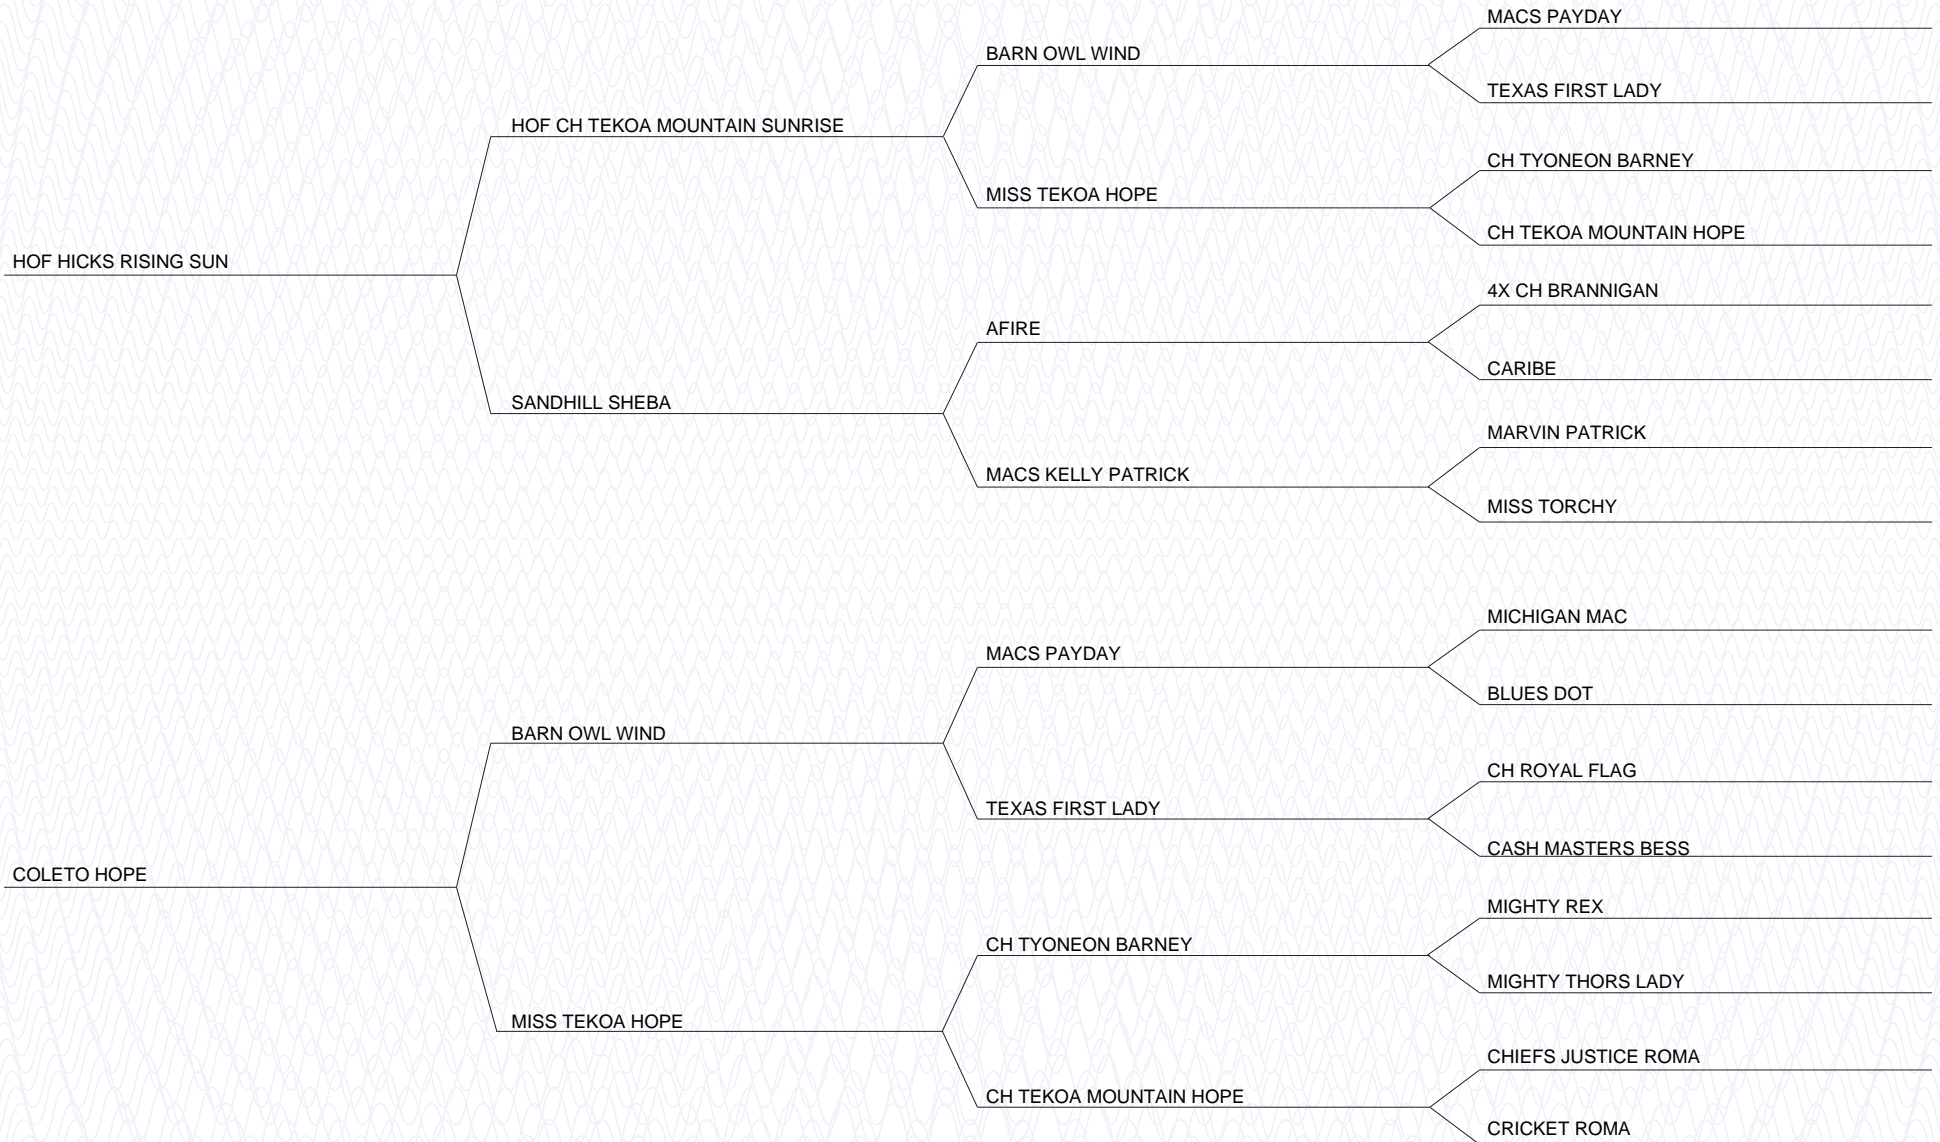 MACS PAYDAY
BARN OWL WIND
TEXAS FIRST LADY
HOF CH TEKOA MOUNTAIN SUNRISE
CH TYONEON BARNEY
MISS TEKOA HOPE
CH TEKOA MOUNTAIN HOPE
HOF HICKS RISING SUN
4X CH BRANNIGAN
AFIRE
CARIBE
SANDHILL SHEBA
MARVIN PATRICK
MACS KELLY PATRICK
MISS TORCHY
MICHIGAN MAC
MACS PAYDAY
BLUES DOT
BARN OWL WIND
CH ROYAL FLAG
TEXAS FIRST LADY
CASH MASTERS BESS
COLETO HOPE
MIGHTY REX
CH TYONEON BARNEY
MIGHTY THORS LADY
MISS TEKOA HOPE
CHIEFS JUSTICE ROMA
CH TEKOA MOUNTAIN HOPE
CRICKET ROMA